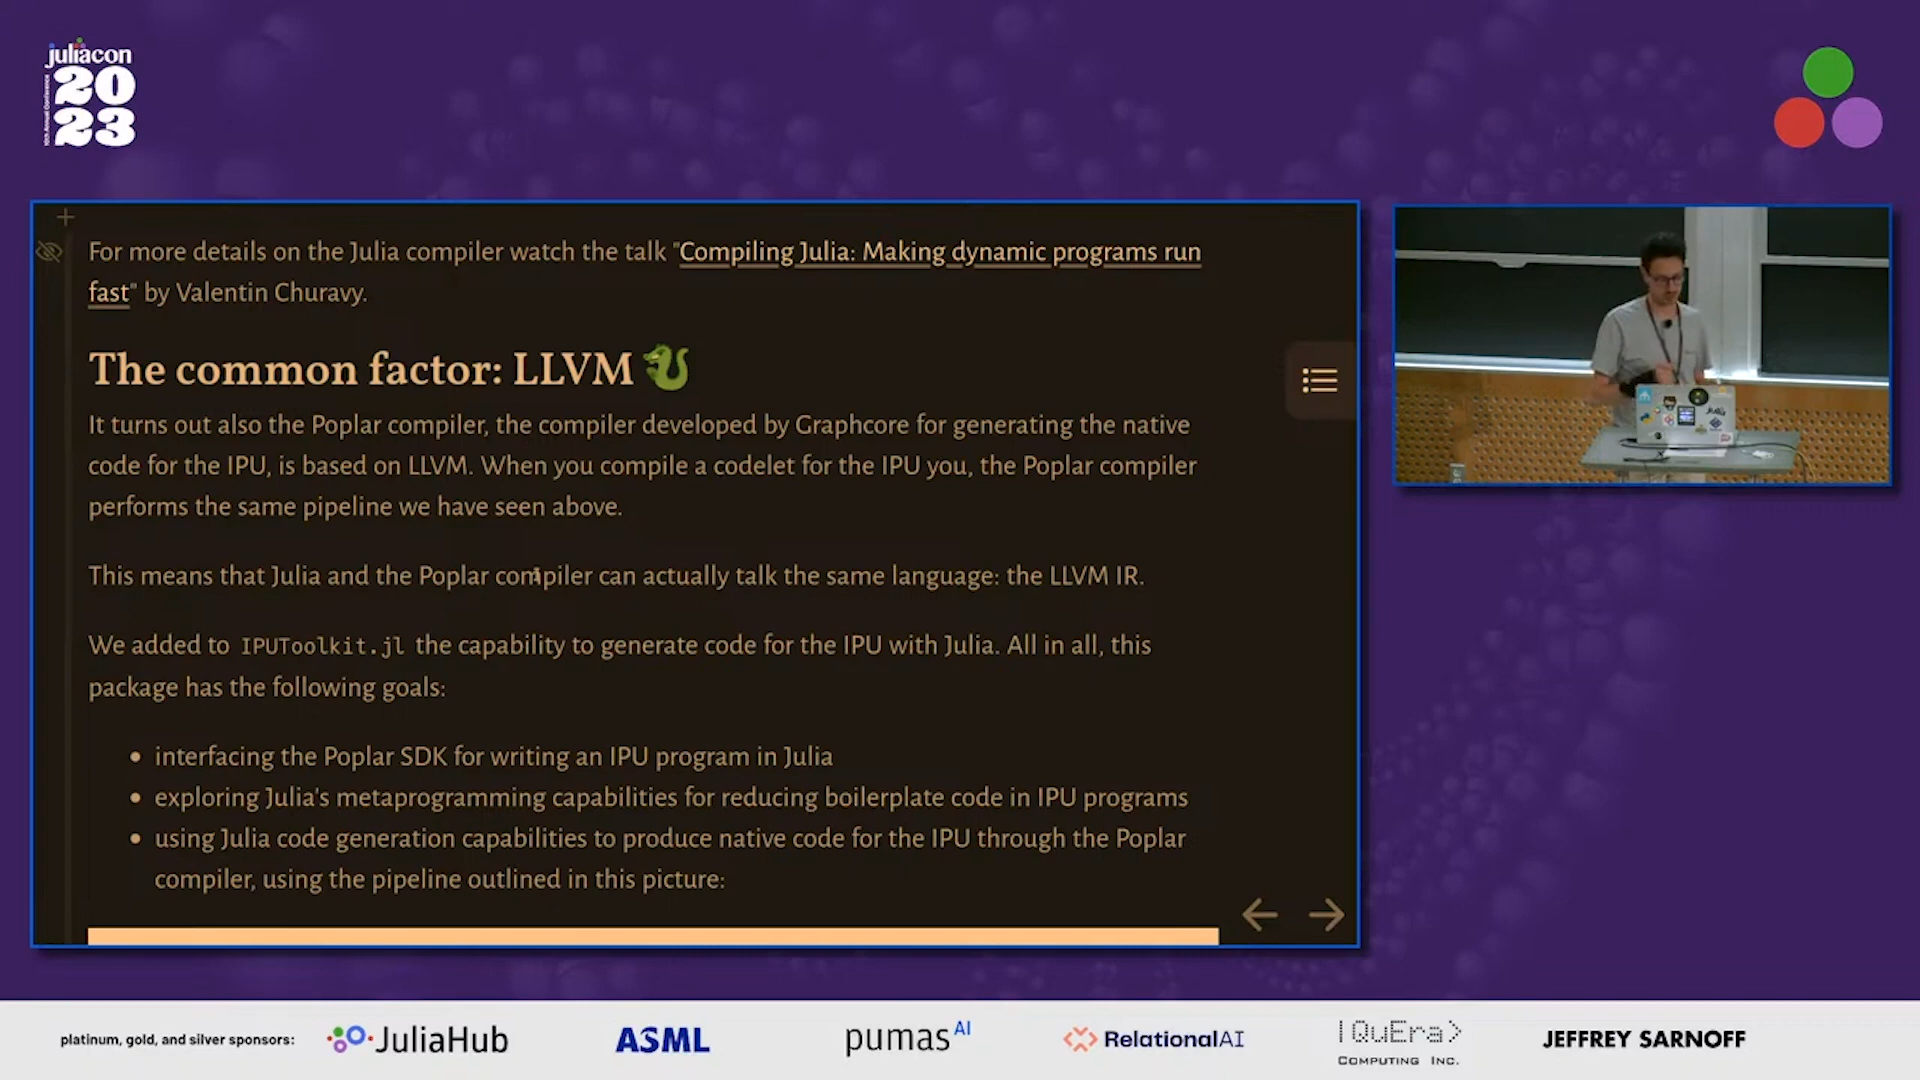 juliacon
20
23
10th Annual Conference
For more details on the Julia compiler watch the talk "Compiling Julia: Making dynamic programs run
fast" by Valentin Churavy.
The common factor: LLVM
It turns out also the Poplar compiler, the compiler developed by Graphcore for generating the native
code for the IPU, is based on LLVM. When you compile a codelet for the IPU you, the Poplar compiler
performs the same pipeline we have seen above.
This means that Julia and the Poplar compiler can actually talk the same language: the LLVM IR.
We added to IPUToolkit.jl the capability to generate code for the IPU with Julia. All in all, this
package has the following goals:
• interfacing the Poplar SDK for writing an IPU program in Julia
• exploring Julia's metaprogramming capabilities for reducing boilerplate code in IPU programs
• using Julia code generation capabilities to produce native code for the IPU through the Poplar
compiler, using the pipeline outlined in this picture:
platinum, gold, and silver sponsors:
JuliaHub
ASML
pumasAI
RelationalAI
|QuEra>
COMPUTING INC.
JEFFREY SARNOFF